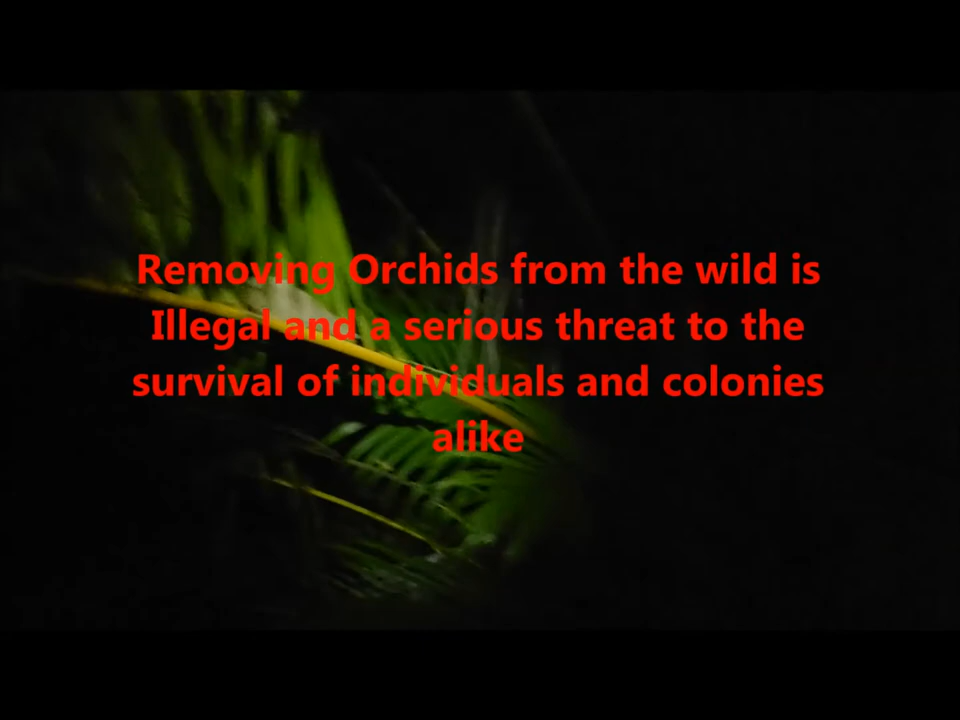 Removing Orchids from the wild is
Illegal and a serious threat to the
survival of individuals and colonies
alike